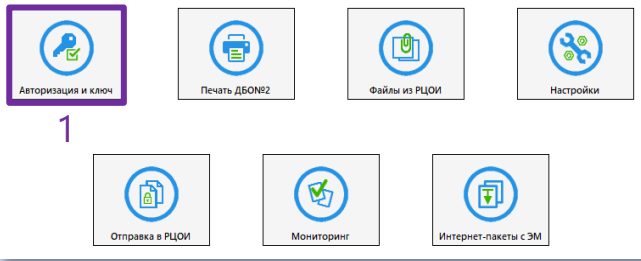 Авторизация и ключ
Печать ДБО№2
Файлы из РЦОИ
Настройки
1
Отправка в РЦОИ
Мониторинг
Интернет-пакеты с ЭМ